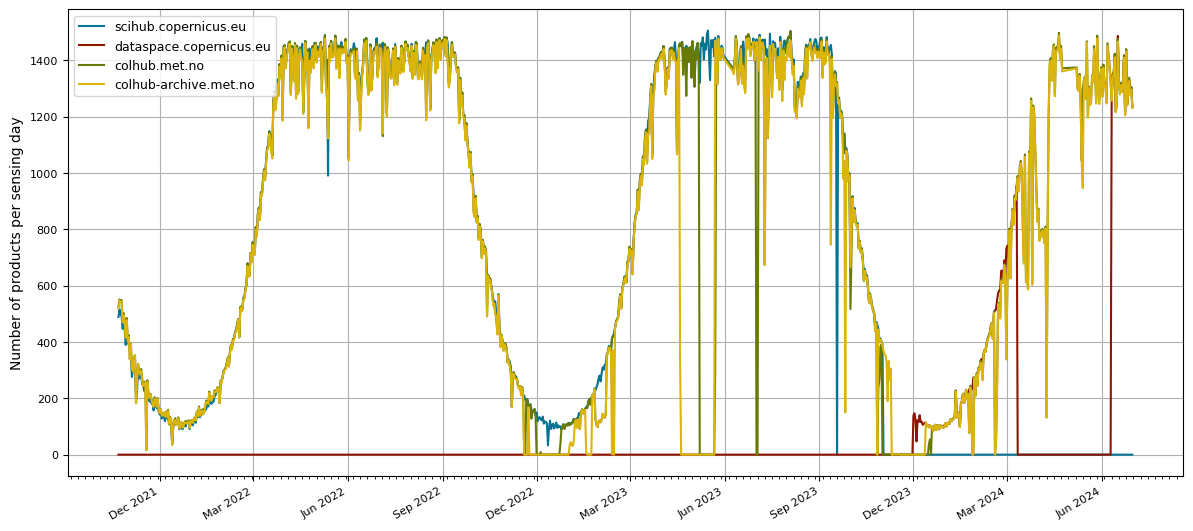 scihub.copernicus.eu
dataspace.copernicus.eu
colhub.met.no
colhub-archive.met.no
Number of products per sensing day
1400
1200
1000
800
600
400
200
0
Dec 2021
Mar 2022
Jun 2022
Sep 2022
Dec 2022
Mar 2023
Jun 2023
Sep 2023
Dec 2023
Mar 2024
Jun 2024